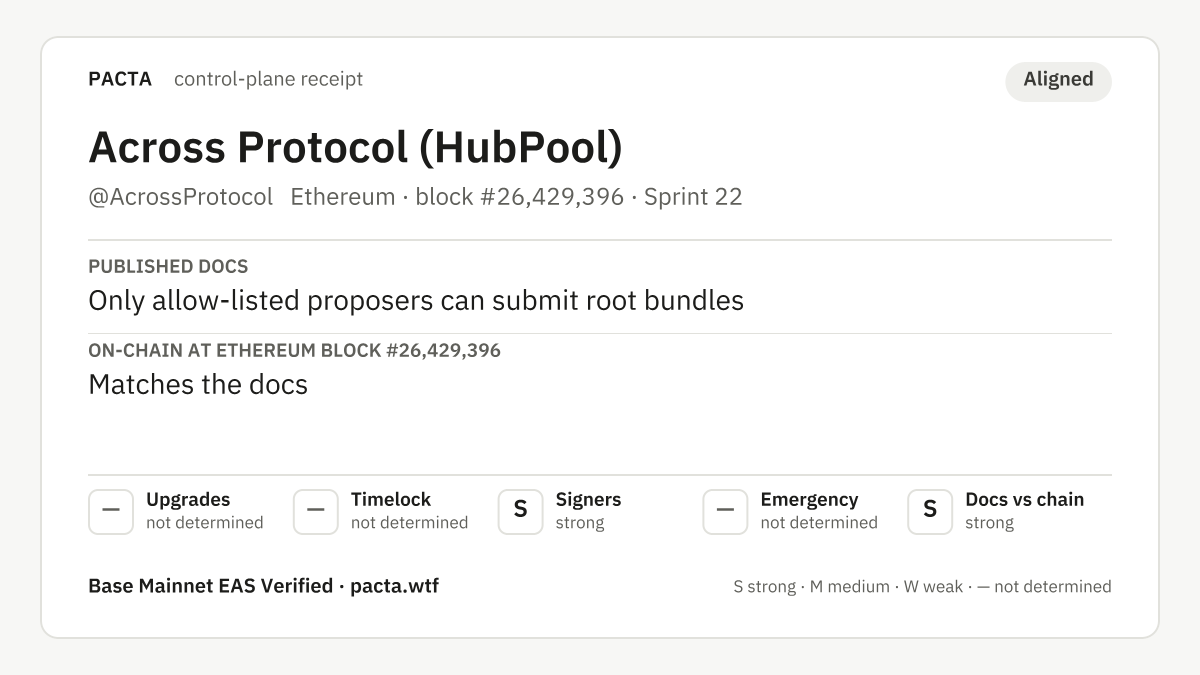 PACTA control-plane receipt
Aligned
Across Protocol (HubPool)
@AcrossProtocol Ethereum · block #26,429,396 · Sprint 22
PUBLISHED DOCS
Only allow-listed proposers can submit root bundles
ON-CHAIN AT ETHEREUM BLOCK #26,429,396
Matches the docs
— Upgrades
not determined
— Timelock
not determined
S Signers
strong
— Emergency
not determined
S Docs vs chain
strong
Base Mainnet EAS Verified · pacta.wtf
S strong · M medium · W weak · — not determined